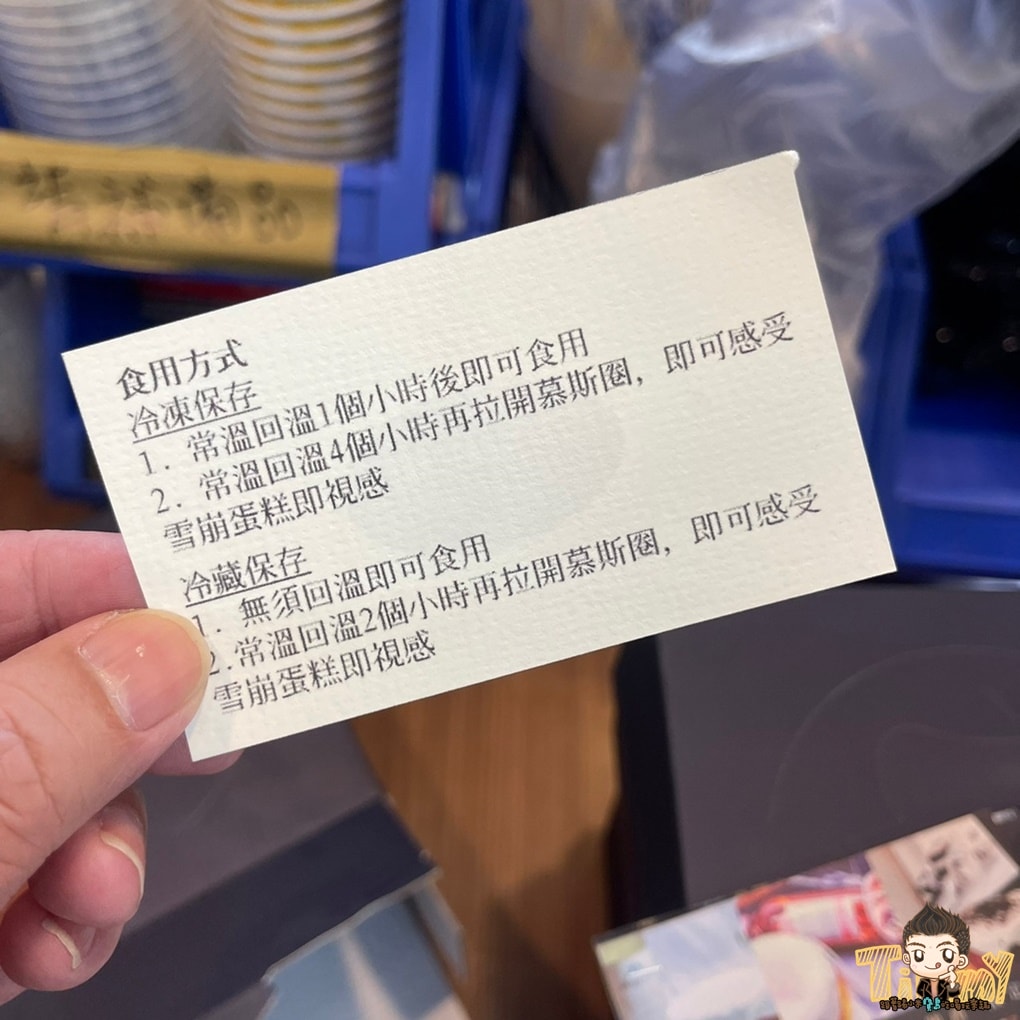 食用方式
冷凍保存
1. 常溫回溫1個小時後即可食用
2. 常溫回溫4個小時再拉開慕斯圈，即可感受
雪崩蛋糕即視感
冷藏保存
1. 無須回溫即可食用
2.常溫回溫2個小時再拉開慕斯圈，即可感受
雪崩蛋糕即視感